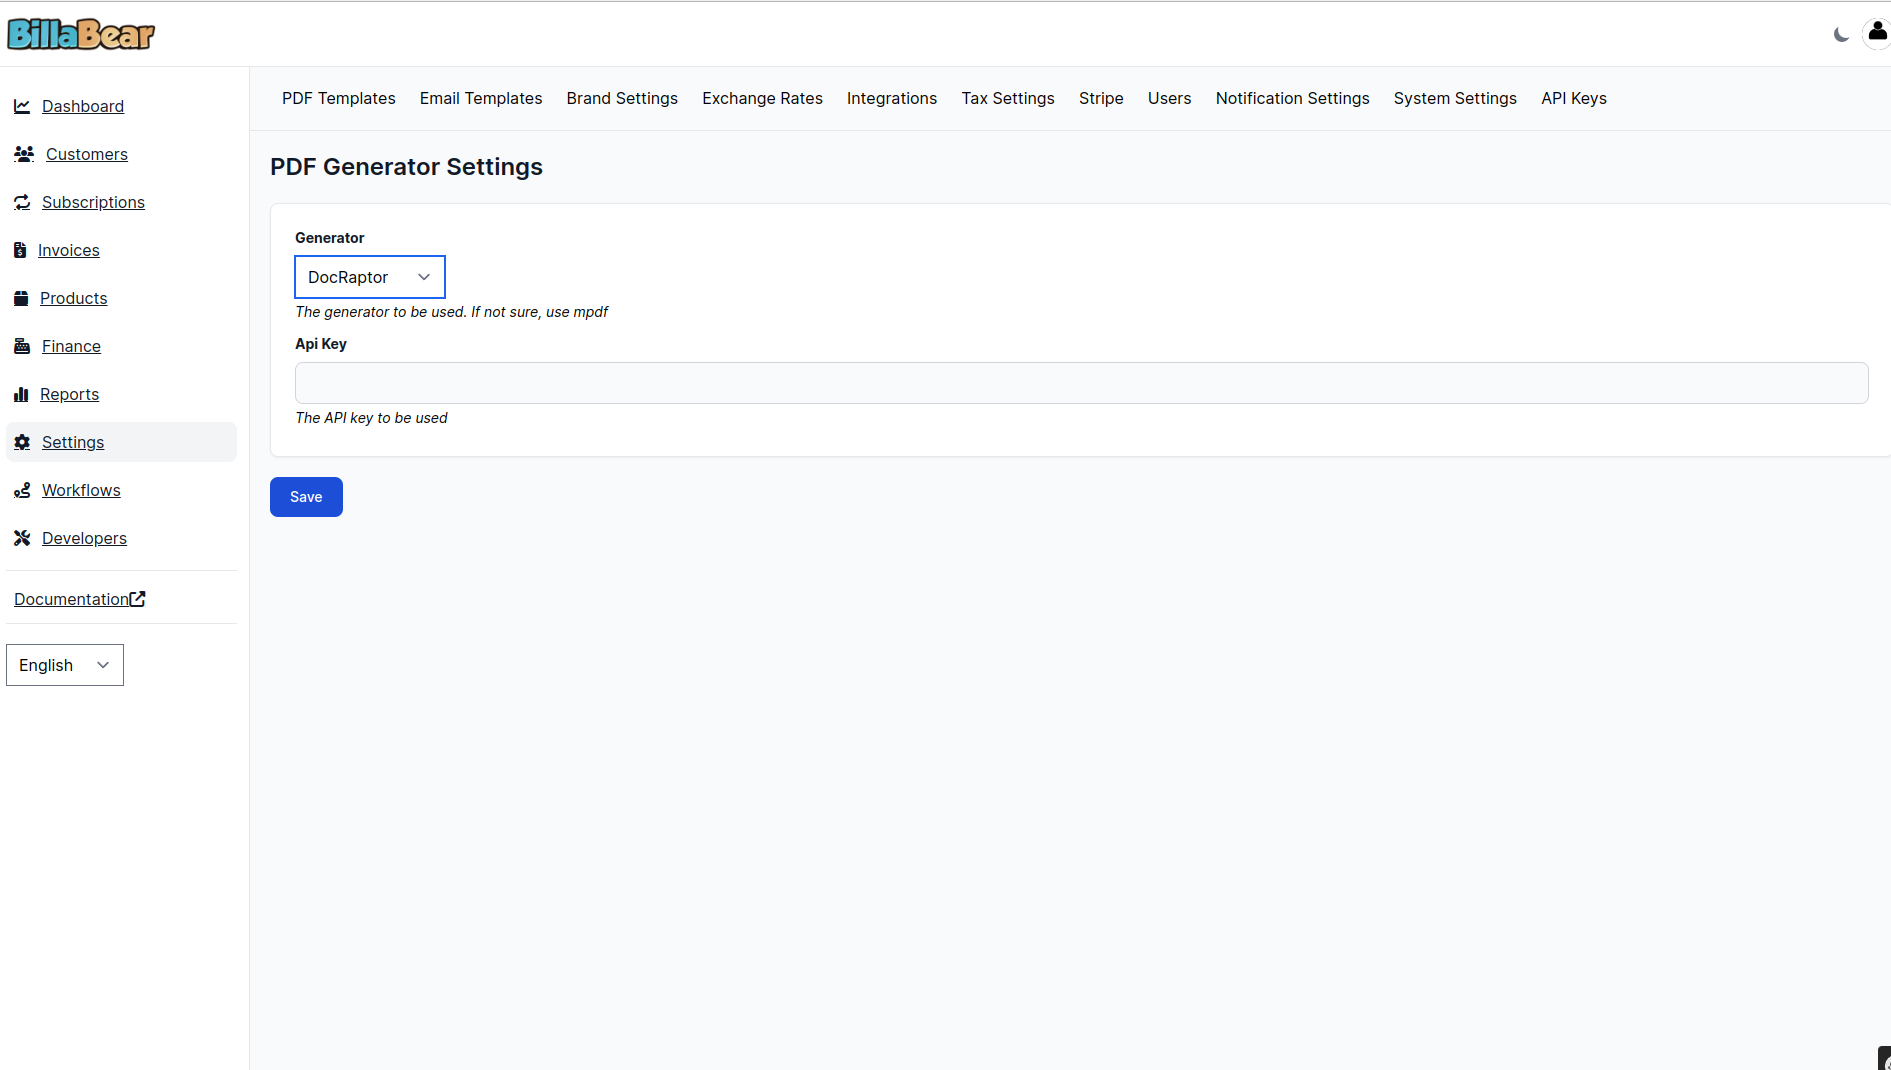 BillaBear
Dashboard
Customers
Subscriptions
Invoices
Products
Finance
Reports
Settings
Workflows
Developers
Documentation
English
PDF Templates Email Templates Brand Settings Exchange Rates Integrations Tax Settings Stripe Users Notification Settings System Settings API Keys
PDF Generator Settings
Generator
DocRaptor
The generator to be used. If not sure, use mpdf
Api Key
The API key to be used
Save